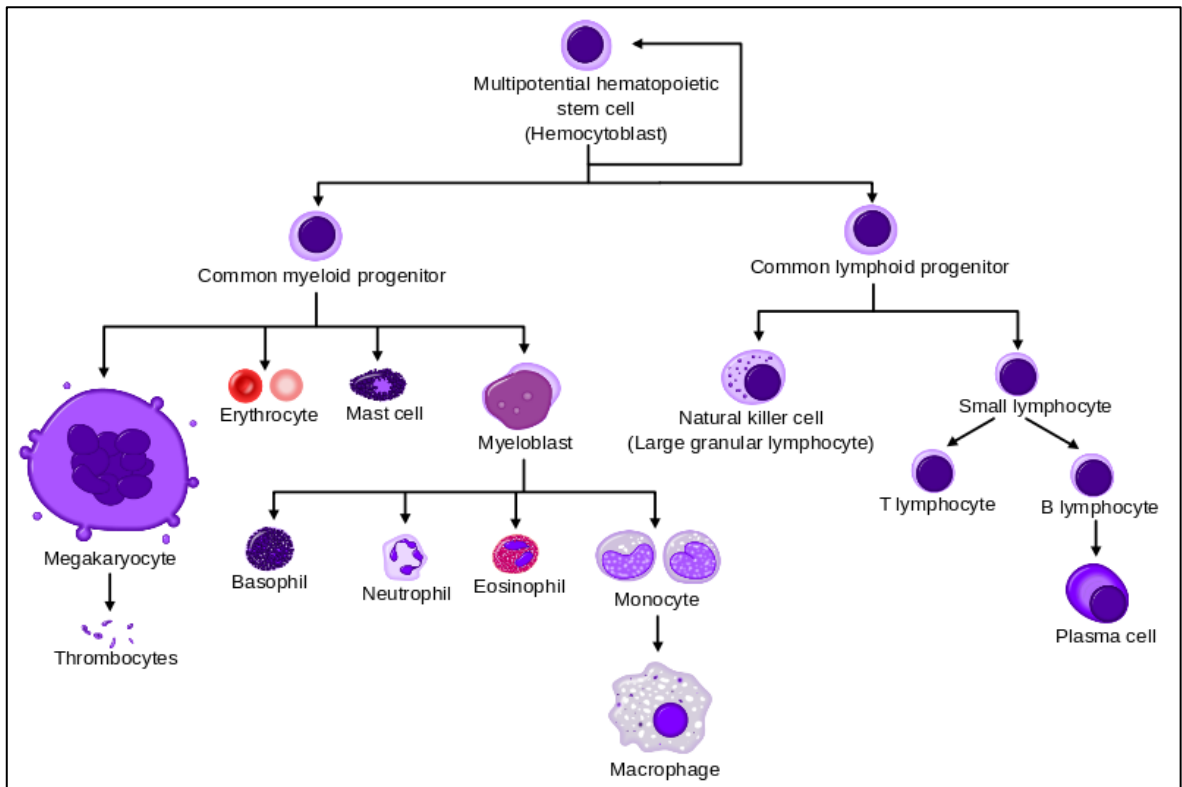 Multipotential hematopoietic
stem cell
(Hemocytoblast)
Common myeloid progenitor
Common lymphoid progenitor
Erythrocyte
Mast cell
Myeloblast
Natural killer cell
(Large granular lymphocyte)
Small lymphocyte
T lymphocyte
B lymphocyte
Megakaryocyte
Basophil
Neutrophil
Eosinophil
Monocyte
Plasma cell
Thrombocytes
Macrophage